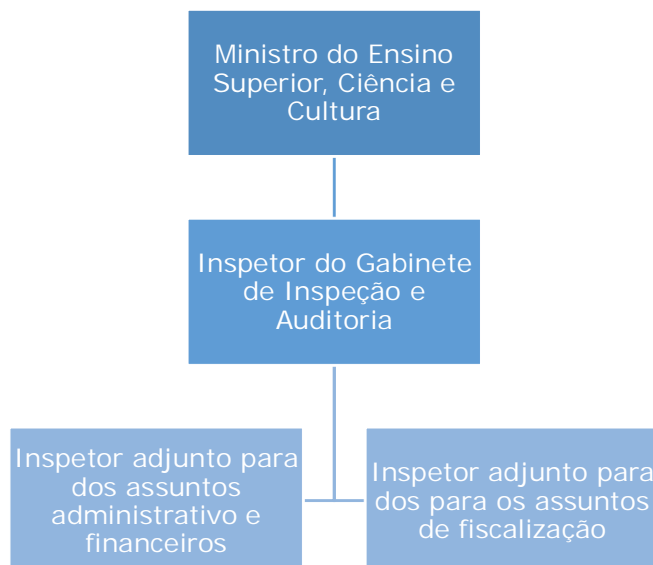 Ministro do Ensino
Superior, Ciência e
Cultura
Inspetor do Gabinete
de Inspeção e
Auditoria
Inspetor adjunto para
dos assuntos
administrativo e
financeiros
Inspetor adjunto para
dos para os assuntos
de fiscalização